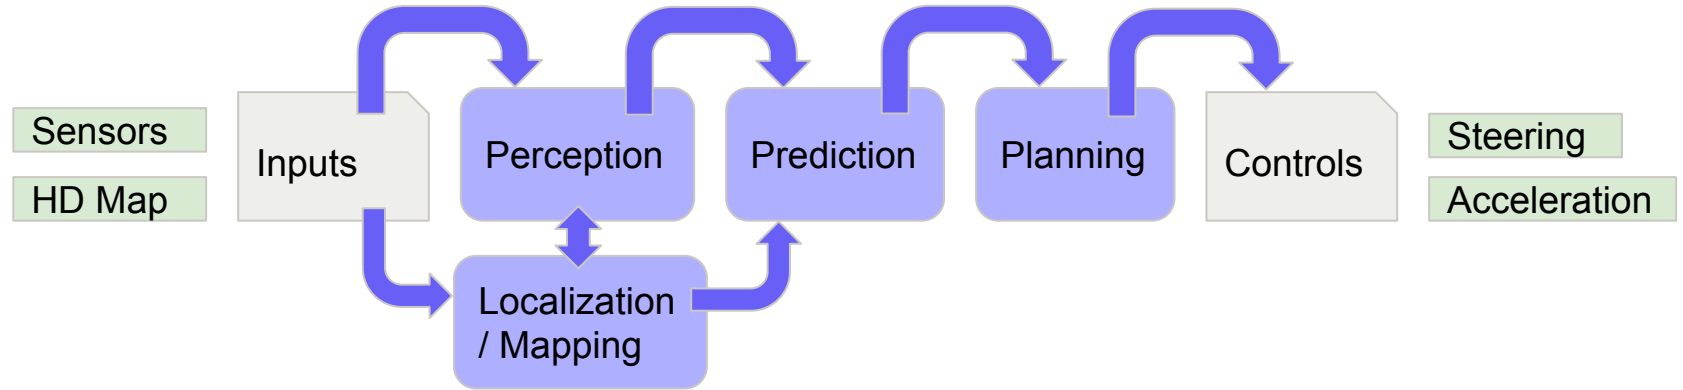 Sensors
HD Map
Inputs
Perception
Localization
/ Mapping
Prediction
Planning
Controls
Steering
Acceleration